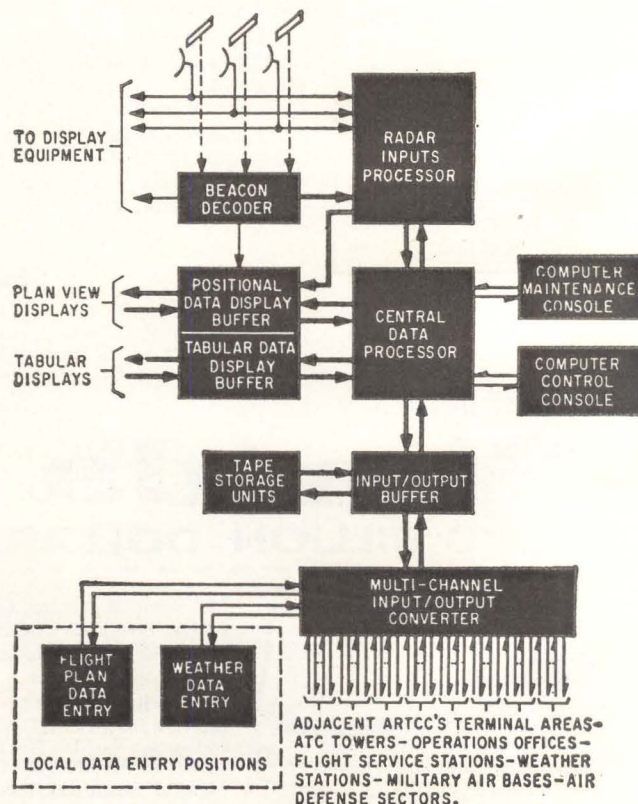 TO DISPLAY
EQUIPMENT
RADAR
INPUTS
PROCESSOR
BEACON
DECODER
PLAN VIEW
DISPLAYS
POSITIONAL
DATA DISPLAY
BUFFER
TABULAR DATA
DISPLAY
BUFFER
TABULAR
DISPLAYS
CENTRAL
DATA
PROCESSOR
COMPUTER
MAINTENANCE
CONSOLE
COMPUTER
CONTROL
CONSOLE
TAPE
STORAGE
UNITS
INPUT/OUTPUT
BUFFER
MULTI-CHANNEL
INPUT/OUTPUT
CONVERTER
FLIGHT
PLAN DATA
ENTRY
WEATHER
DATA
ENTRY
LOCAL DATA ENTRY POSITIONS
ADJACENT ARTCC'S TERMINAL AREAS-
ATC TOWERS-OPERATIONS OFFICES-
FLIGHT SERVICE STATIONS-WEATHER
STATIONS-MILITARY AIR BASES-AIR
DEFENSE SECTORS.